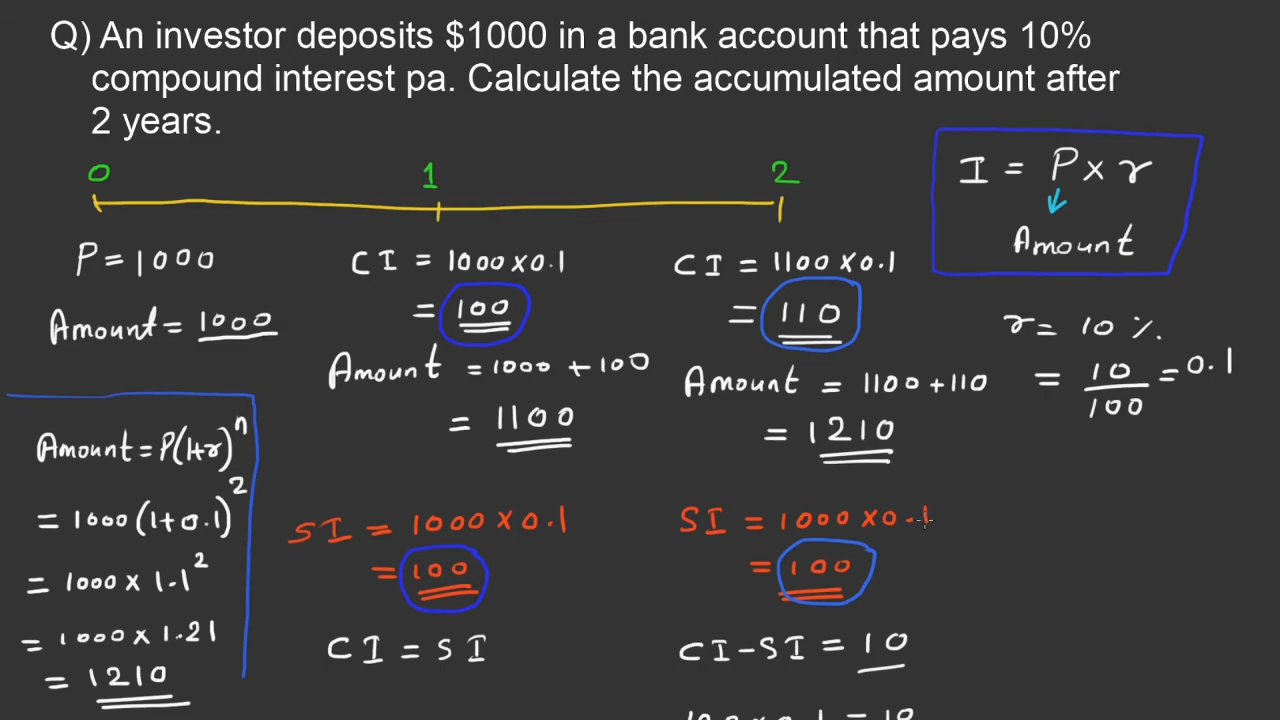 Q) An investor deposits $1000 in a bank account that pays 10%
compound interest pa. Calculate the accumulated amount after
2 years.
0 1 2
I = P x r
Amount
P = 1000
Amount = 1000
CI = 1000 x 0.1
= 100
Amount = 1000 + 100
= 1100
CI = 1100 x 0.1
= 110
Amount = 1100 + 110
= 1210
r = 10 %.
= 10/100 = 0.1
Amount = P(1+r)^n
= 1000 (1+0.1)^2
= 1000 x 1.1^2
= 1000 x 1.21
= 1210
SI = 1000 x 0.1
= 100
CI = SI
SI = 1000 x 0.1
= 100
CI - SI = 10